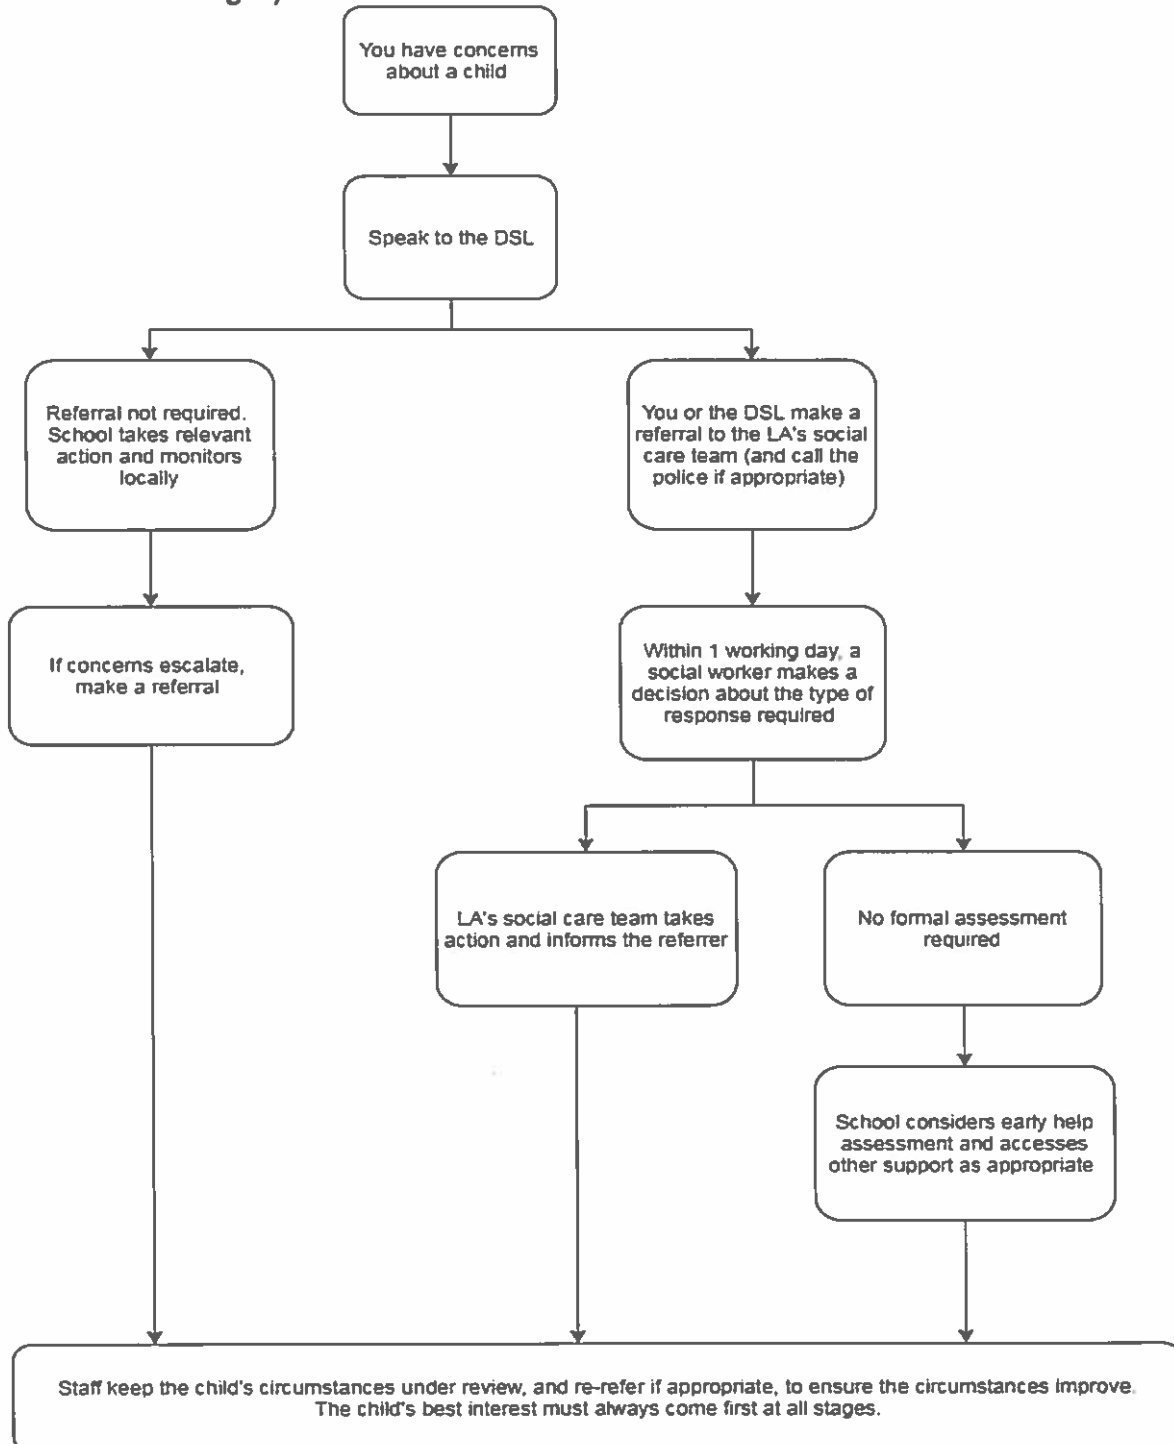 You have concerns
about a child
Speak to the DSL
Referral not required.
School takes relevant
action and monitors
locally
You or the DSL make a
referral to the LA's social
care team (and call the
police if appropriate)
If concerns escalate,
make a referral
Within 1 working day, a
social worker makes a
decision about the type of
response required
LA's social care team takes
action and informs the referrer
No formal assessment
required
School considers early help
assessment and accesses
other support as appropriate
Staff keep the child's circumstances under review, and re-refer if appropriate, to ensure the circumstances improve.
The child's best interest must always come first at all stages.